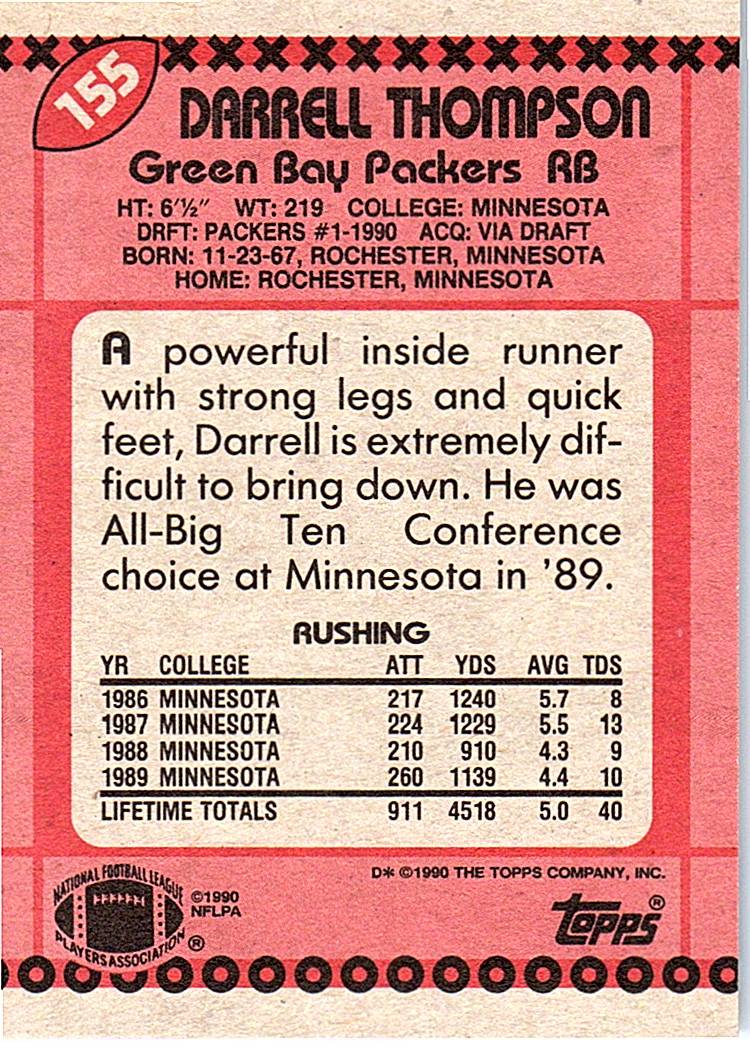 155
DARRELL THOMPSON
Green Bay Packers RB
HT: 6'½" WT: 219 COLLEGE: MINNESOTA
DRFT: PACKERS #1-1990 ACQ: VIA DRAFT
BORN: 11-23-67, ROCHESTER, MINNESOTA
HOME: ROCHESTER, MINNESOTA
A powerful inside runner
with strong legs and quick
feet, Darrell is extremely dif-
ficult to bring down. He was
All-Big Ten Conference
choice at Minnesota in '89.
RUSHING
YR COLLEGE ATT YDS AVG TDS
1986 MINNESOTA 217 1240 5.7 8
1987 MINNESOTA 224 1229 5.5 13
1988 MINNESOTA 210 910 4.3 9
1989 MINNESOTA 260 1139 4.4 10
LIFETIME TOTALS 911 4518 5.0 40
D* ©1990 THE TOPPS COMPANY, INC.
NATIONAL FOOTBALL LEAGUE
PLAYERS ASSOCIATION ®
©1990
NFLPA
topps ®